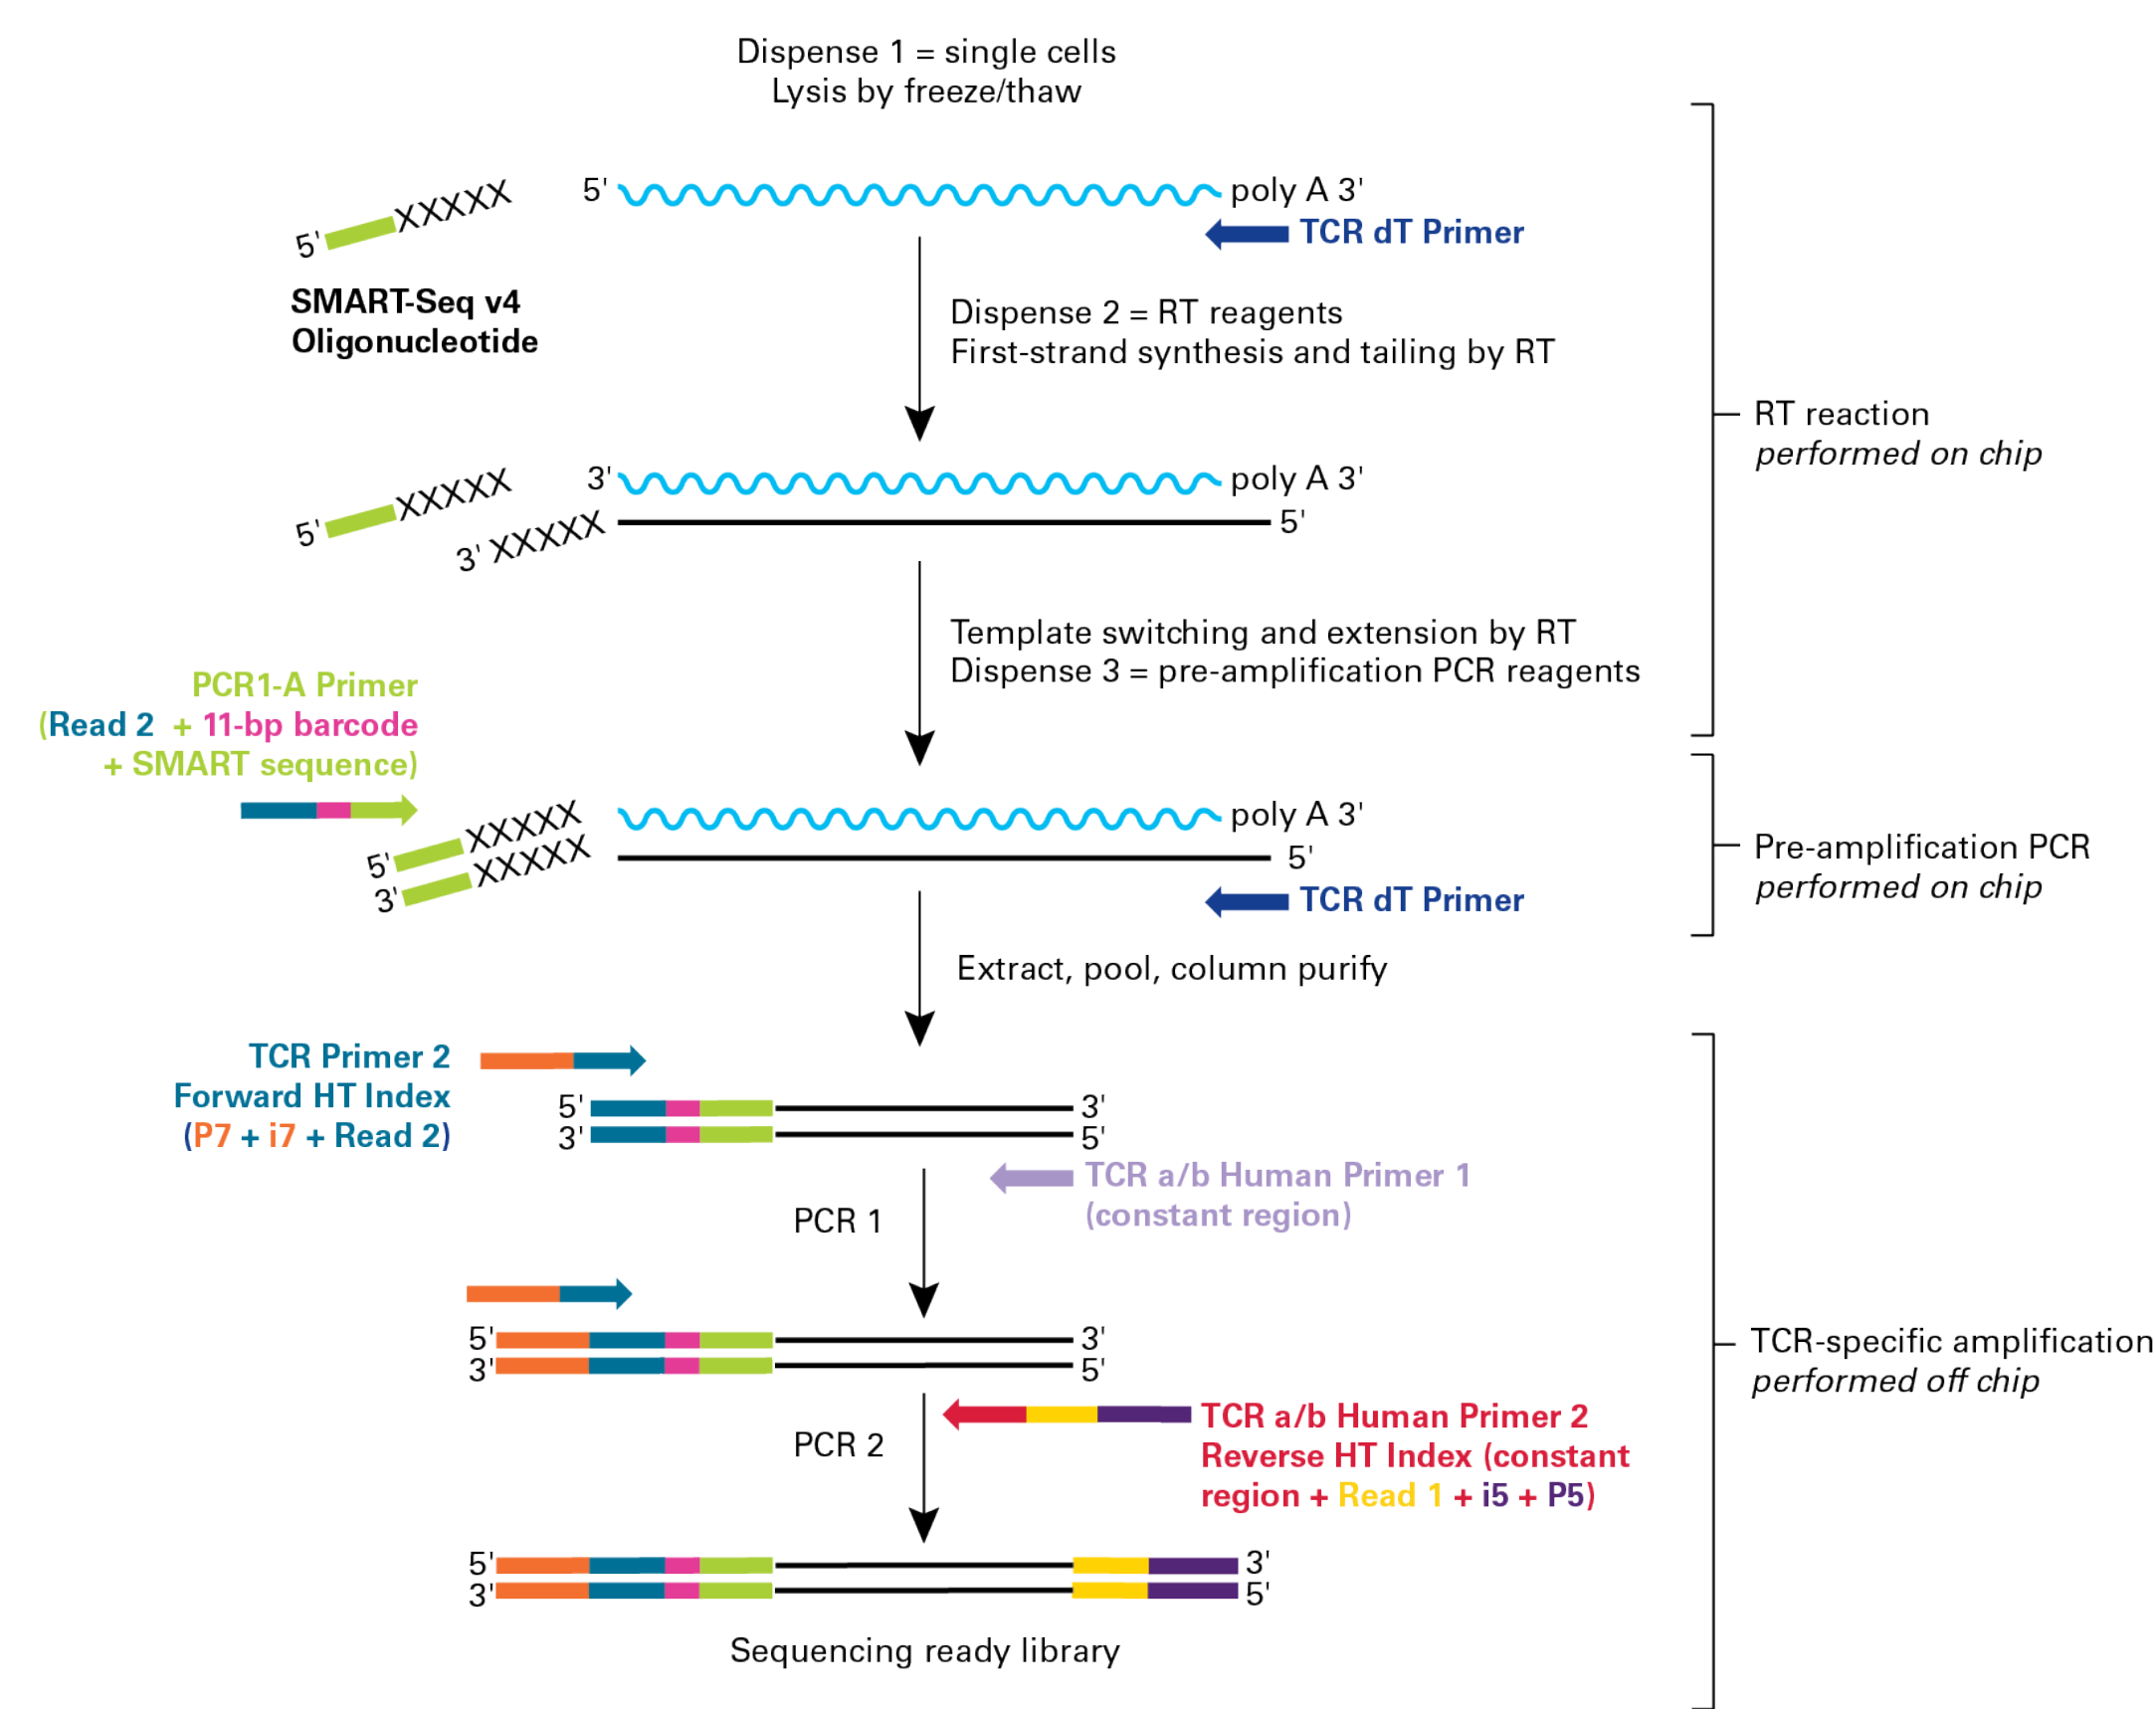 Dispense 1 = single cells
Lysis by freeze/thaw
5' XXXXX
5' poly A 3'
TCR dT Primer
SMART-Seq v4
Oligonucleotide
Dispense 2 = RT reagents
First-strand synthesis and tailing by RT
RT reaction
performed on chip
5' XXXXX
3' poly A 3'
3' XXXXX 5'
Template switching and extension by RT
Dispense 3 = pre-amplification PCR reagents
PCR1-A Primer
(Read 2 + 11-bp barcode
+ SMART sequence)
5' XXXXX poly A 3'
3' XXXXX 5'
TCR dT Primer
Pre-amplification PCR
performed on chip
Extract, pool, column purify
TCR Primer 2
Forward HT Index
(P7 + i7 + Read 2)
5' 3'
3' 5'
TCR a/b Human Primer 1
(constant region)
PCR 1
5' 3'
3' 5'
TCR-specific amplification
performed off chip
PCR 2
TCR a/b Human Primer 2
Reverse HT Index (constant
region + Read 1 + i5 + P5)
5' 3'
3' 5'
Sequencing ready library